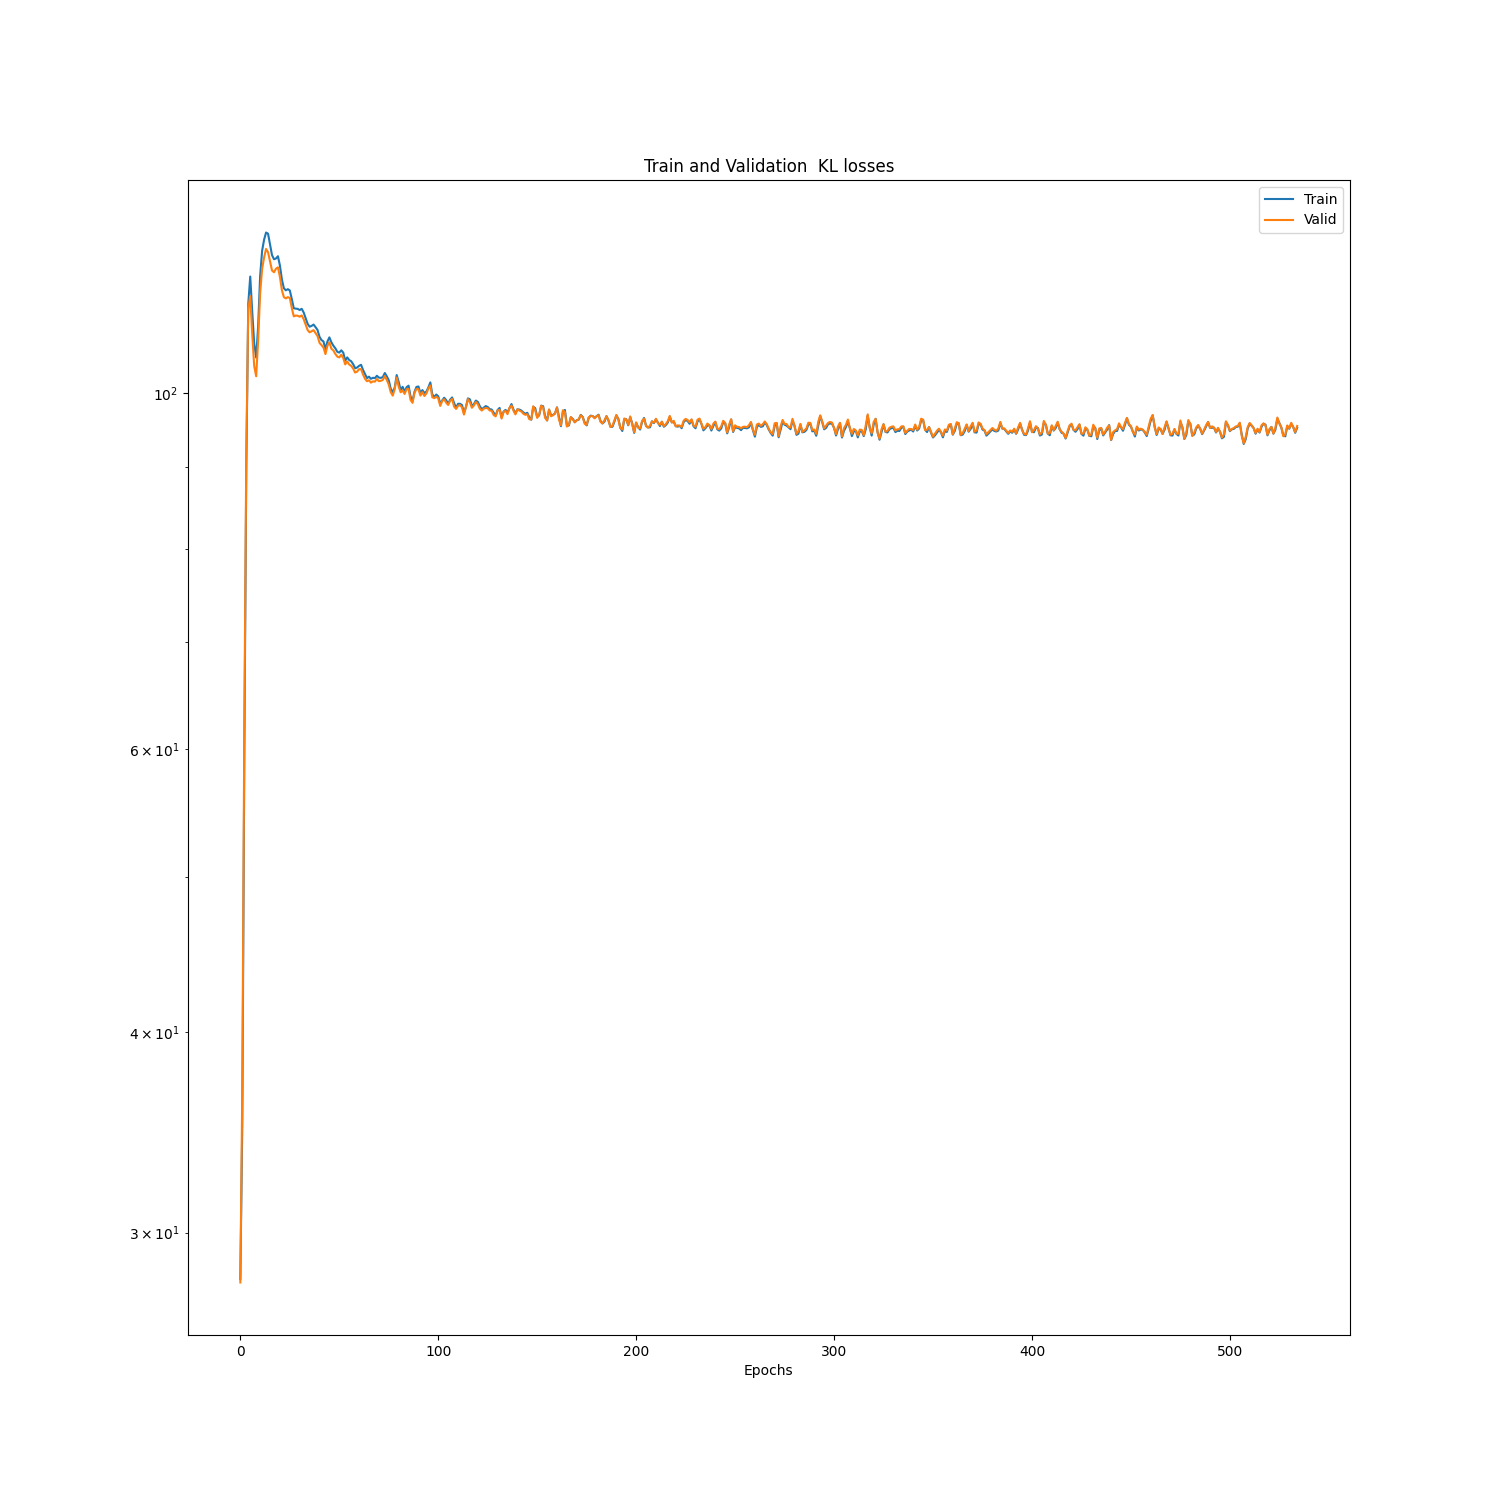 Train and Validation  KL losses
Train
Valid
10²
6 × 10¹
4 × 10¹
3 × 10¹
0 100 200 300 400 500
Epochs